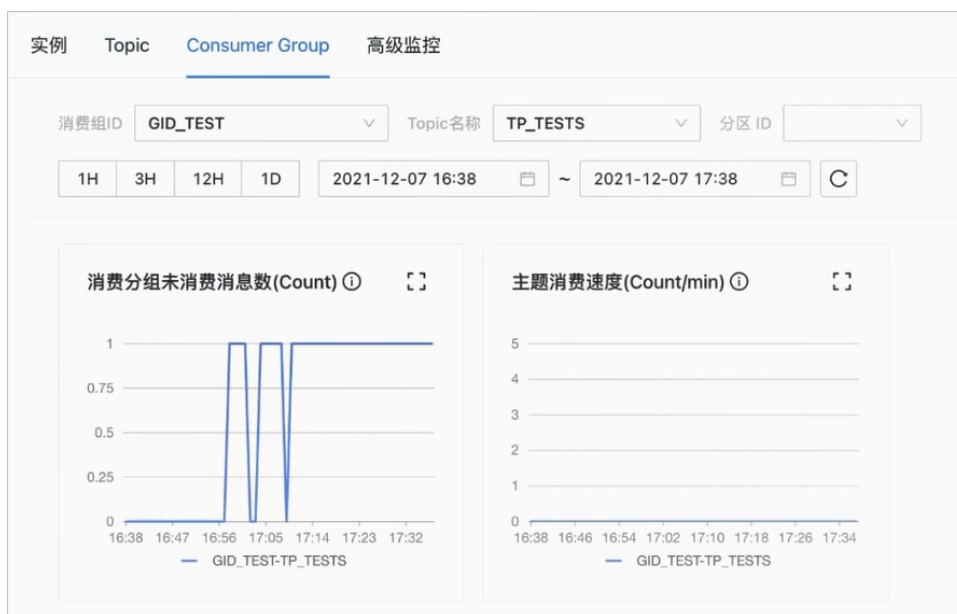 实例 Topic Consumer Group 高级监控
消费组ID GID_TEST Topic名称 TP_TESTS 分区 ID
1H 3H 12H 1D 2021-12-07 16:38 ~ 2021-12-07 17:38
消费分组未消费消息数(Count)
1
0.75
0.5
0.25
0
16:38 16:47 16:56 17:05 17:14 17:23 17:32
GID_TEST-TP_TESTS
主题消费速度(Count/min)
5
4
3
2
1
0
16:38 16:46 16:54 17:02 17:10 17:18 17:26 17:34
GID_TEST-TP_TESTS